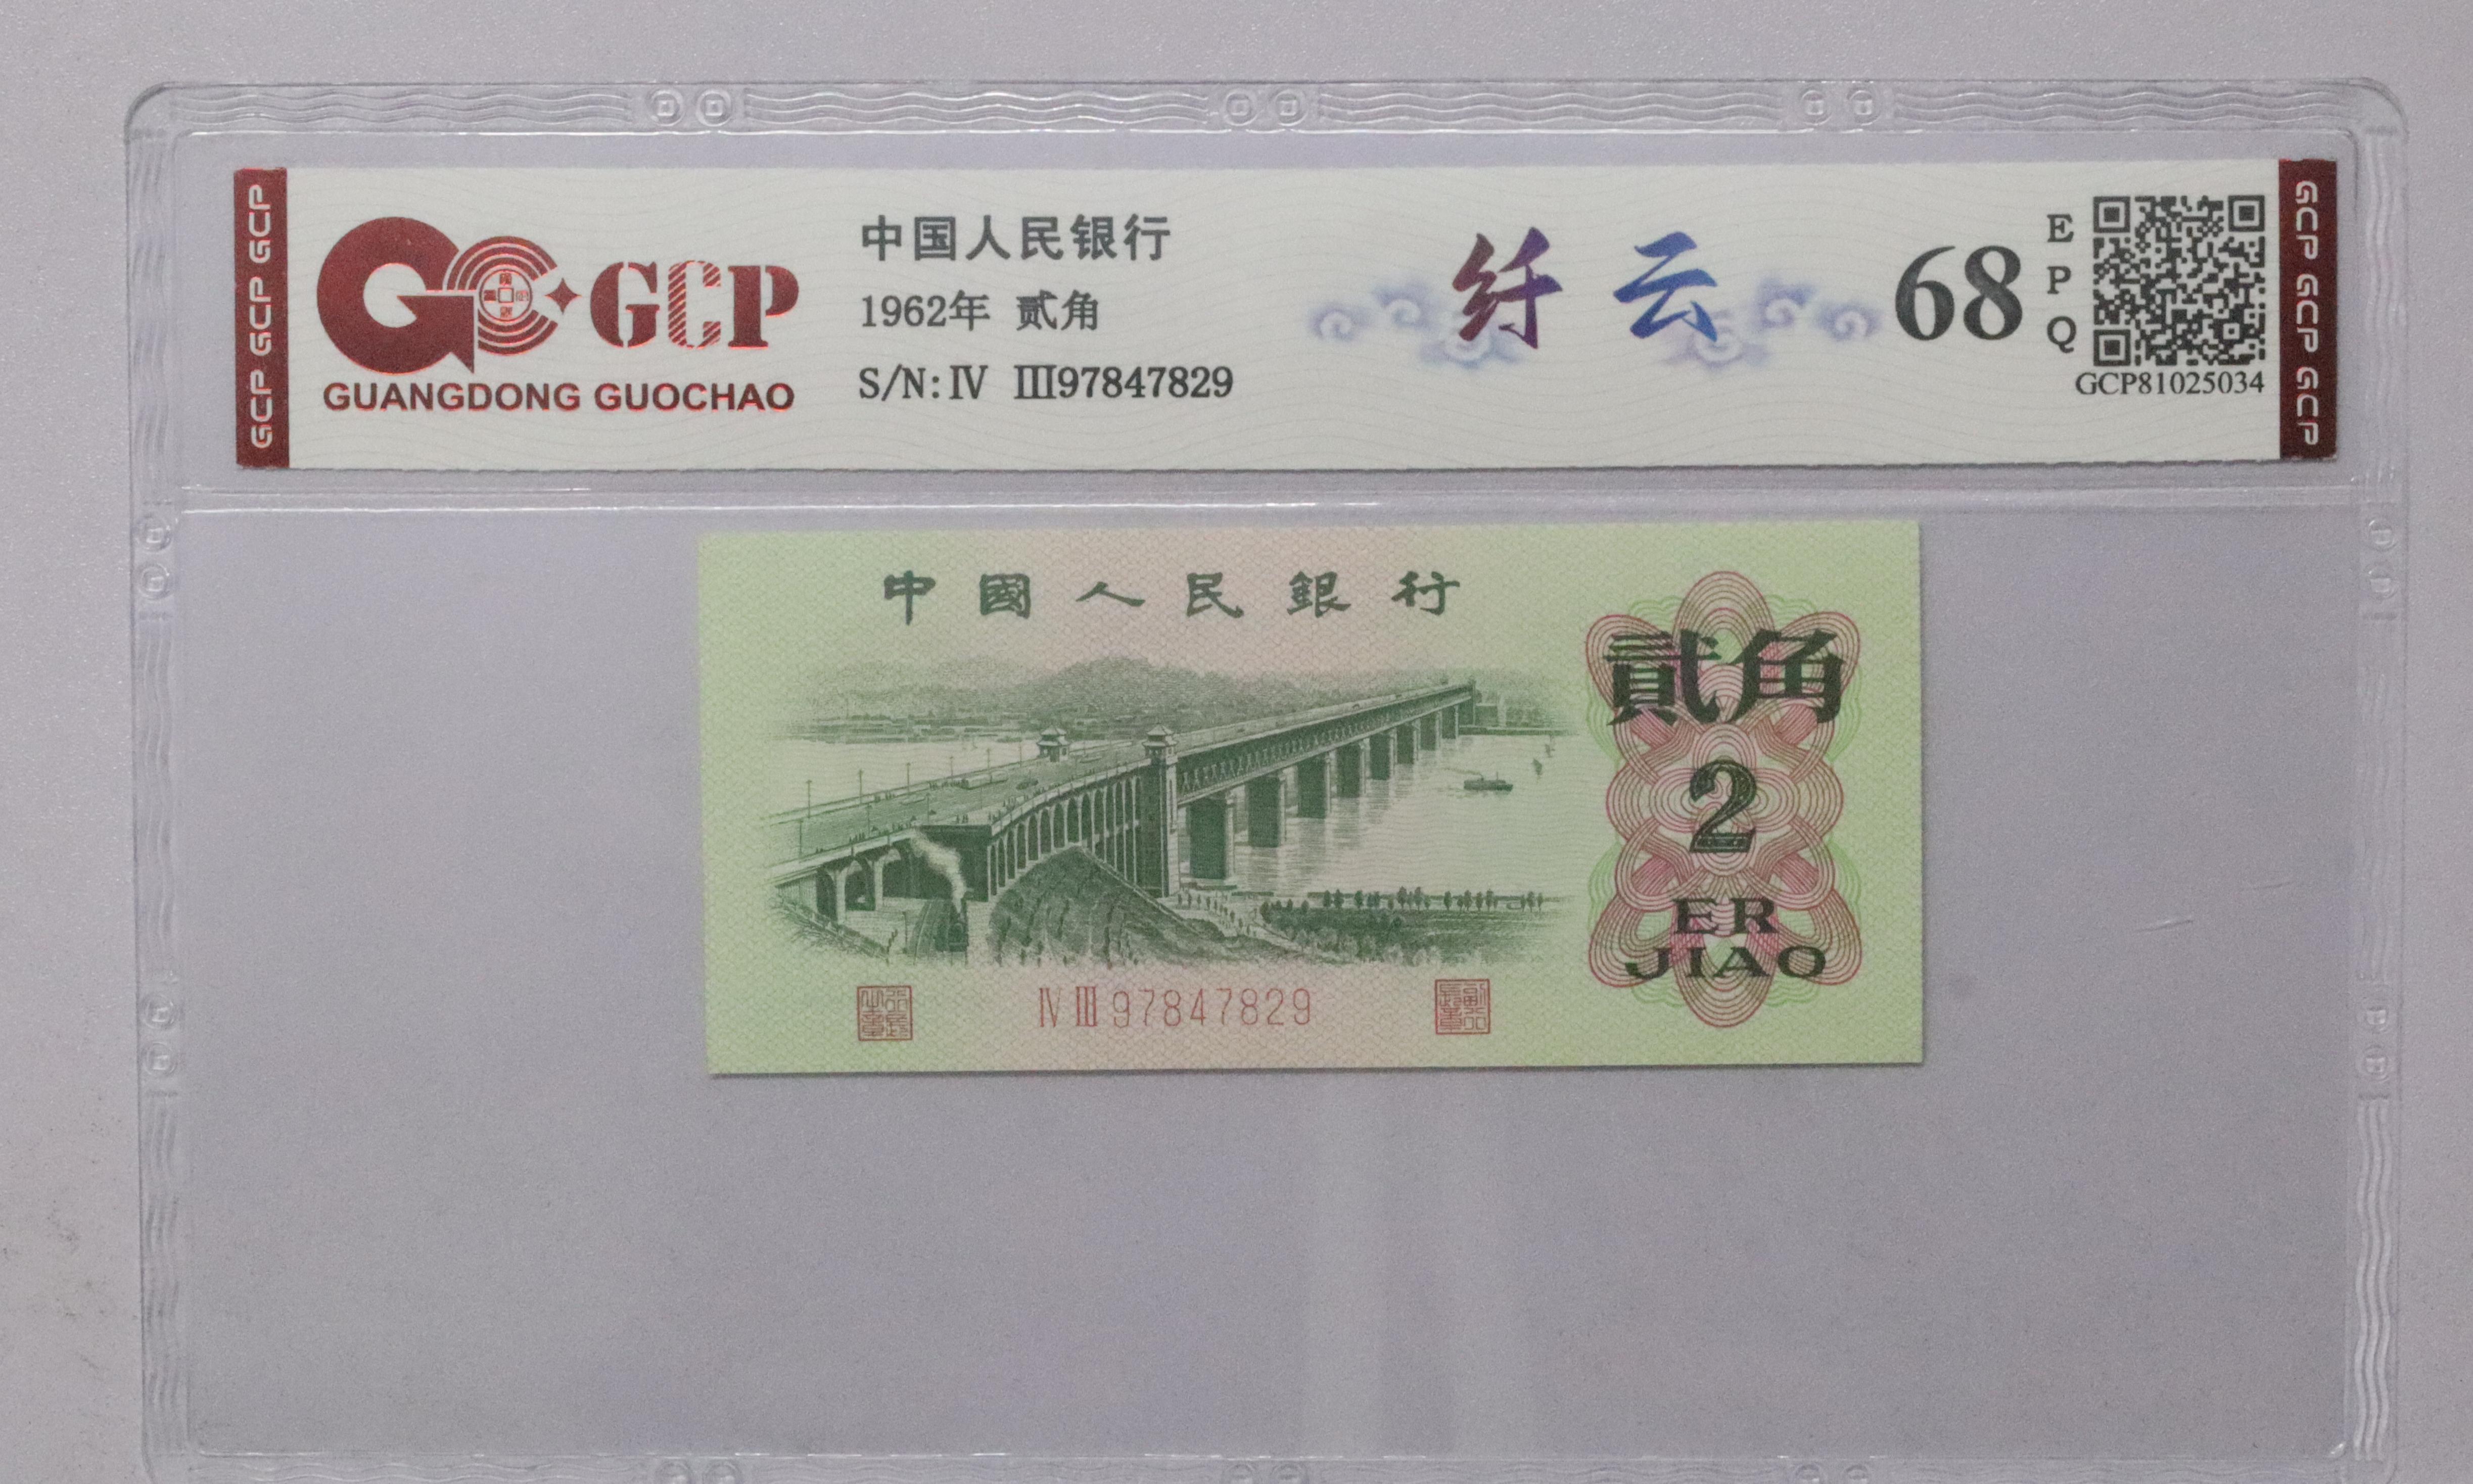 GCP GCP GCP
GCP
GUANGDONG GUOCHAO
中国人民银行
1962年 贰角
S/N:Ⅳ Ⅲ97847829
纤云
68
EPQ
GCP81025034
GCP GCP GCP
中國人民銀行
貳角
2
ER
JIAO
Ⅳ Ⅲ 97847829